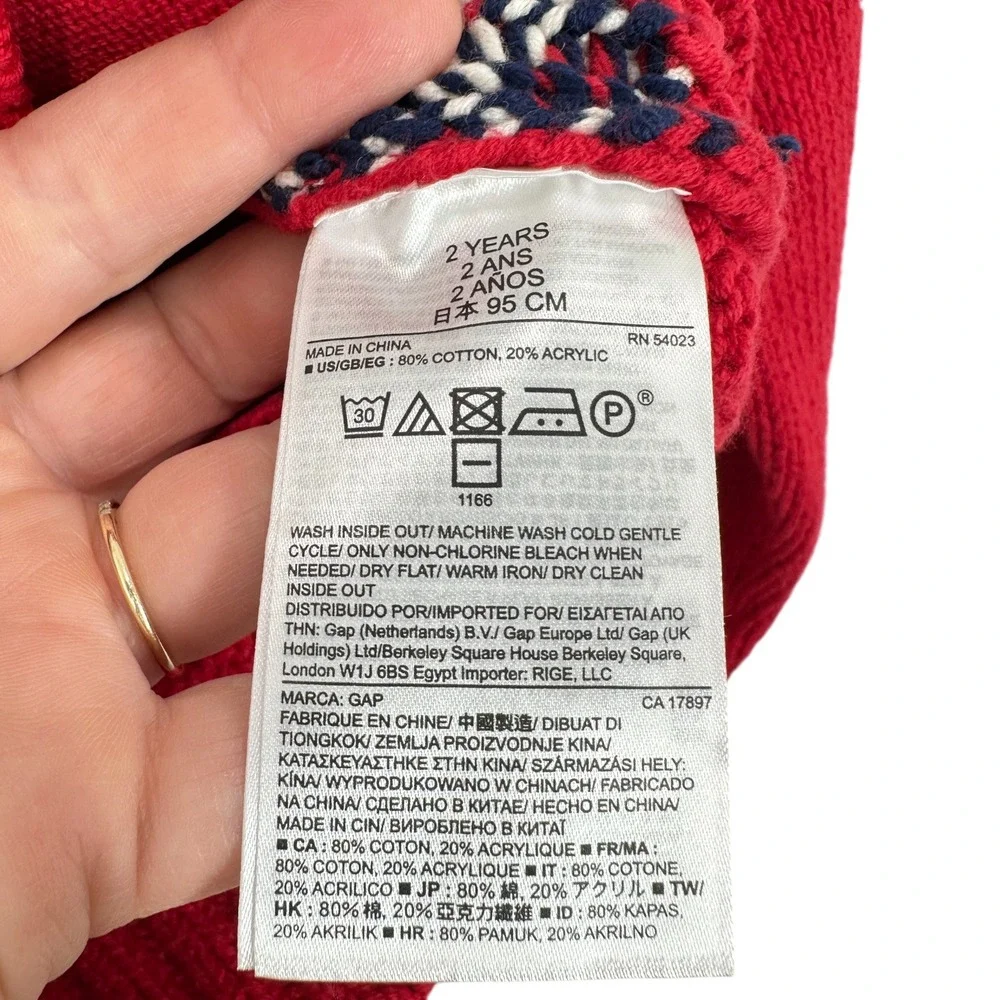 2 YEARS
2 ANS
2 AÑOS
日本 95 CM
MADE IN CHINA RN 54023
■ US/GB/EG : 80% COTTON, 20% ACRYLIC
30 P®
1166
WASH INSIDE OUT/ MACHINE WASH COLD GENTLE
CYCLE/ ONLY NON-CHLORINE BLEACH WHEN
NEEDED/ DRY FLAT/ WARM IRON/ DRY CLEAN
INSIDE OUT
DISTRIBUIDO POR/IMPORTED FOR/ ΕΙΣΑΓΕΤΑΙ ΑΠΟ
ΤΗΝ: Gap (Netherlands) B.V./ Gap Europe Ltd/ Gap (UK
Holdings) Ltd/Berkeley Square House Berkeley Square,
London W1J 6BS Egypt Importer: RIGE, LLC
MARCA: GAP CA 17897
FABRIQUE EN CHINE/ 中國製造/ DIBUAT DI
TIONGKOK/ ZEMLJA PROIZVODNJE KINA/
ΚΑΤΑΣΚΕΥΑΣΤΗΚΕ ΣΤΗΝ ΚΙΝΑ/ SZÁRMAZÁSI HELY:
KÍNA/ WYPRODUKOWANO W CHINACH/ FABRICADO
NA CHINA/ СДЕЛАНО В КИТАЕ/ HECHO EN CHINA/
MADE IN CIN/ ВИРОБЛЕНО В КИТАЇ
■ CA : 80% COTON, 20% ACRYLIQUE ■ FR/MA :
80% COTON, 20% ACRYLIQUE ■ IT : 80% COTONE,
20% ACRILICO ■ JP : 80% 綿, 20% アクリル ■ TW/
HK : 80% 棉, 20% 亞克力纖維 ■ ID : 80% KAPAS,
20% AKRILIK ■ HR : 80% PAMUK, 20% AKRILNO